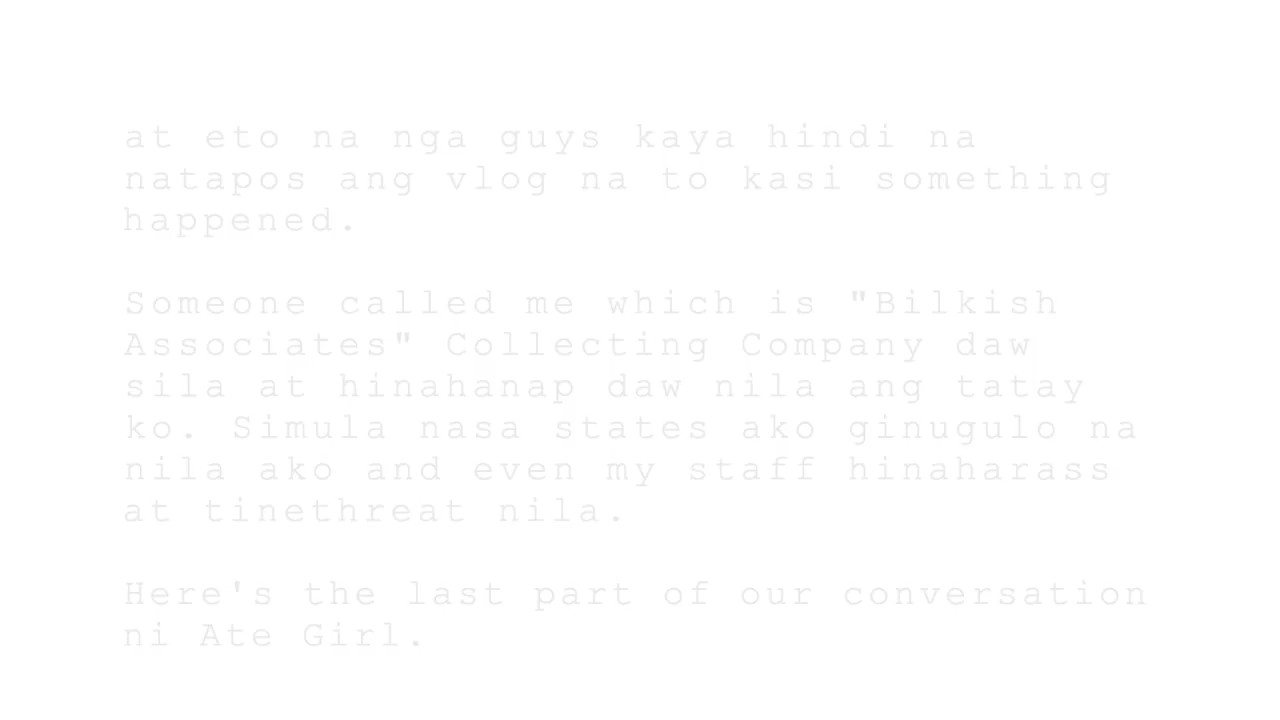 at eto na nga guys kaya hindi na
natapos ang vlog na to kasi something
happened.
Someone called me which is "Bilkish
Associates" Collecting Company daw
sila at hinahanap daw nila ang tatay
ko. Simula nasa states ako ginugulo na
nila ako and even my staff hinaharass
at tinethreat nila.
Here's the last part of our conversation
ni Ate Girl.